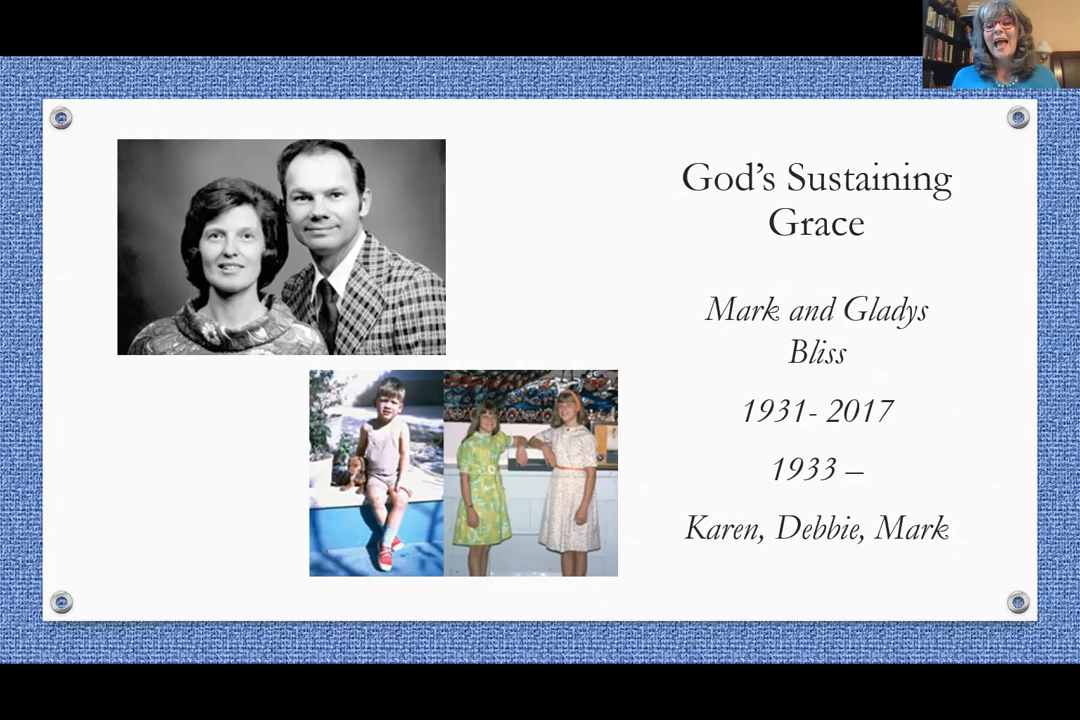 God’s Sustaining
Grace
Mark and Gladys
Bliss
1931- 2017
1933 –
Karen, Debbie, Mark